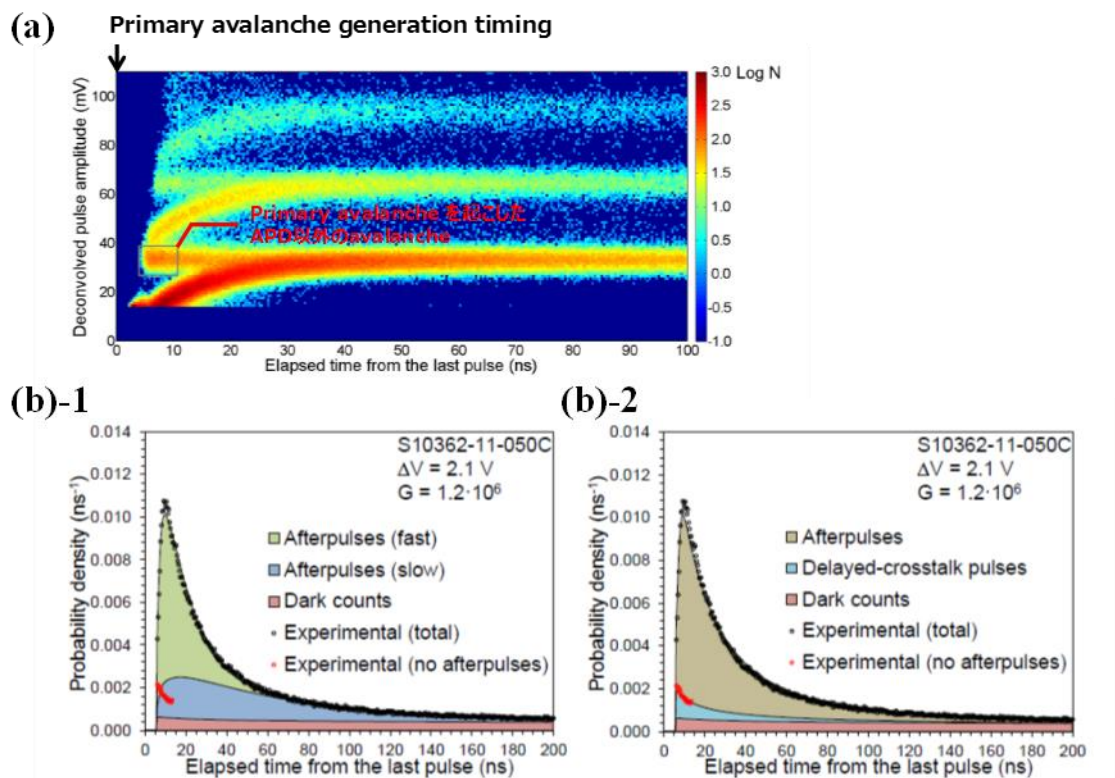 (a)
Primary avalanche generation timing
Deconvolved pulse amplitude (mV)
100
80
60
40
20
0
Primary avalanche を起こした
APD以外のavalanche
0 10 20 30 40 50 60 70 80 90 100
Elapsed time from the last pulse (ns)
3.0 Log N
2.5
2.0
1.5
1.0
0.5
0.0
-0.5
-1.0
(b)-1
Probability density (ns⁻¹)
0.014
0.012
0.010
0.008
0.006
0.004
0.002
0.000
S10362-11-050C
ΔV = 2.1 V
G = 1.2·10⁶
Afterpulses (fast)
Afterpulses (slow)
Dark counts
Experimental (total)
Experimental (no afterpulses)
0 20 40 60 80 100 120 140 160 180 200
Elapsed time from the last pulse (ns)
(b)-2
Probability density (ns⁻¹)
0.014
0.012
0.010
0.008
0.006
0.004
0.002
0.000
S10362-11-050C
ΔV = 2.1 V
G = 1.2·10⁶
Afterpulses
Delayed-crosstalk pulses
Dark counts
Experimental (total)
Experimental (no afterpulses)
0 20 40 60 80 100 120 140 160 180 200
Elapsed time from the last pulse (ns)